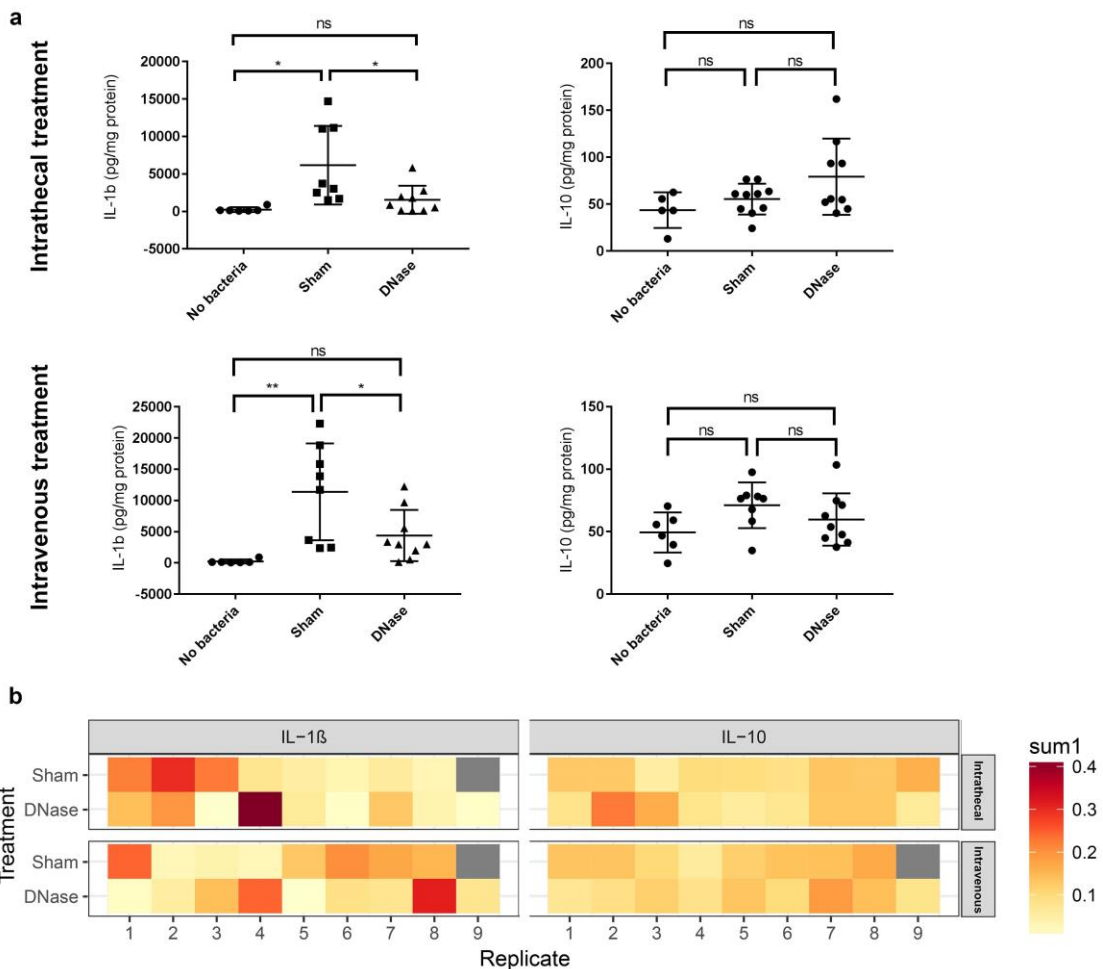 a
Intrathecal treatment
ns
*
*
IL-1b (pg/mg protein)
20000
15000
10000
5000
0
-5000
No bacteria
Sham
DNase
ns
ns
ns
IL-10 (pg/mg protein)
200
150
100
50
0
No bacteria
Sham
DNase
Intravenous treatment
ns
**
*
IL-1b (pg/mg protein)
25000
20000
15000
10000
5000
0
-5000
No bacteria
Sham
DNase
ns
ns
ns
IL-10 (pg/mg protein)
150
100
50
0
No bacteria
Sham
DNase
b
IL−1ß
IL−10
Treatment
Sham
DNase
Intrathecal
Sham
DNase
Intravenous
1 2 3 4 5 6 7 8 9
1 2 3 4 5 6 7 8 9
Replicate
sum1
0.4
0.3
0.2
0.1